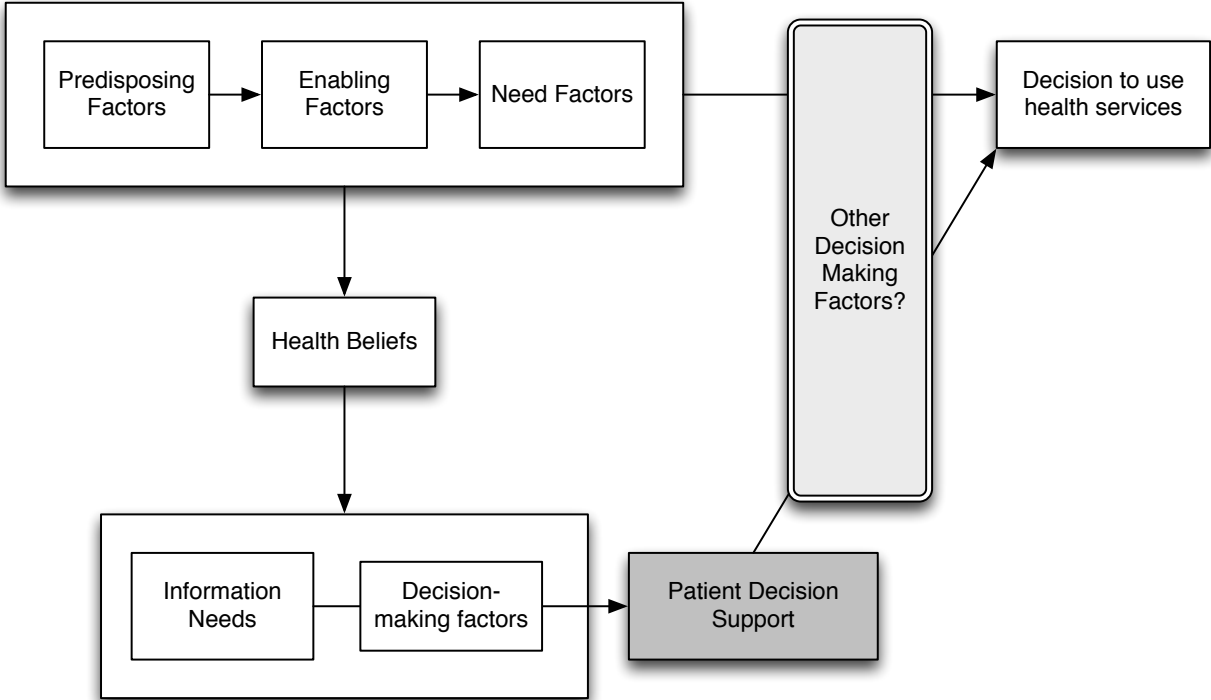 Predisposing
Factors
Enabling
Factors
Need Factors
Other
Decision
Making
Factors?
Decision to use
health services
Health Beliefs
Information
Needs
Decision-
making factors
Patient Decision
Support